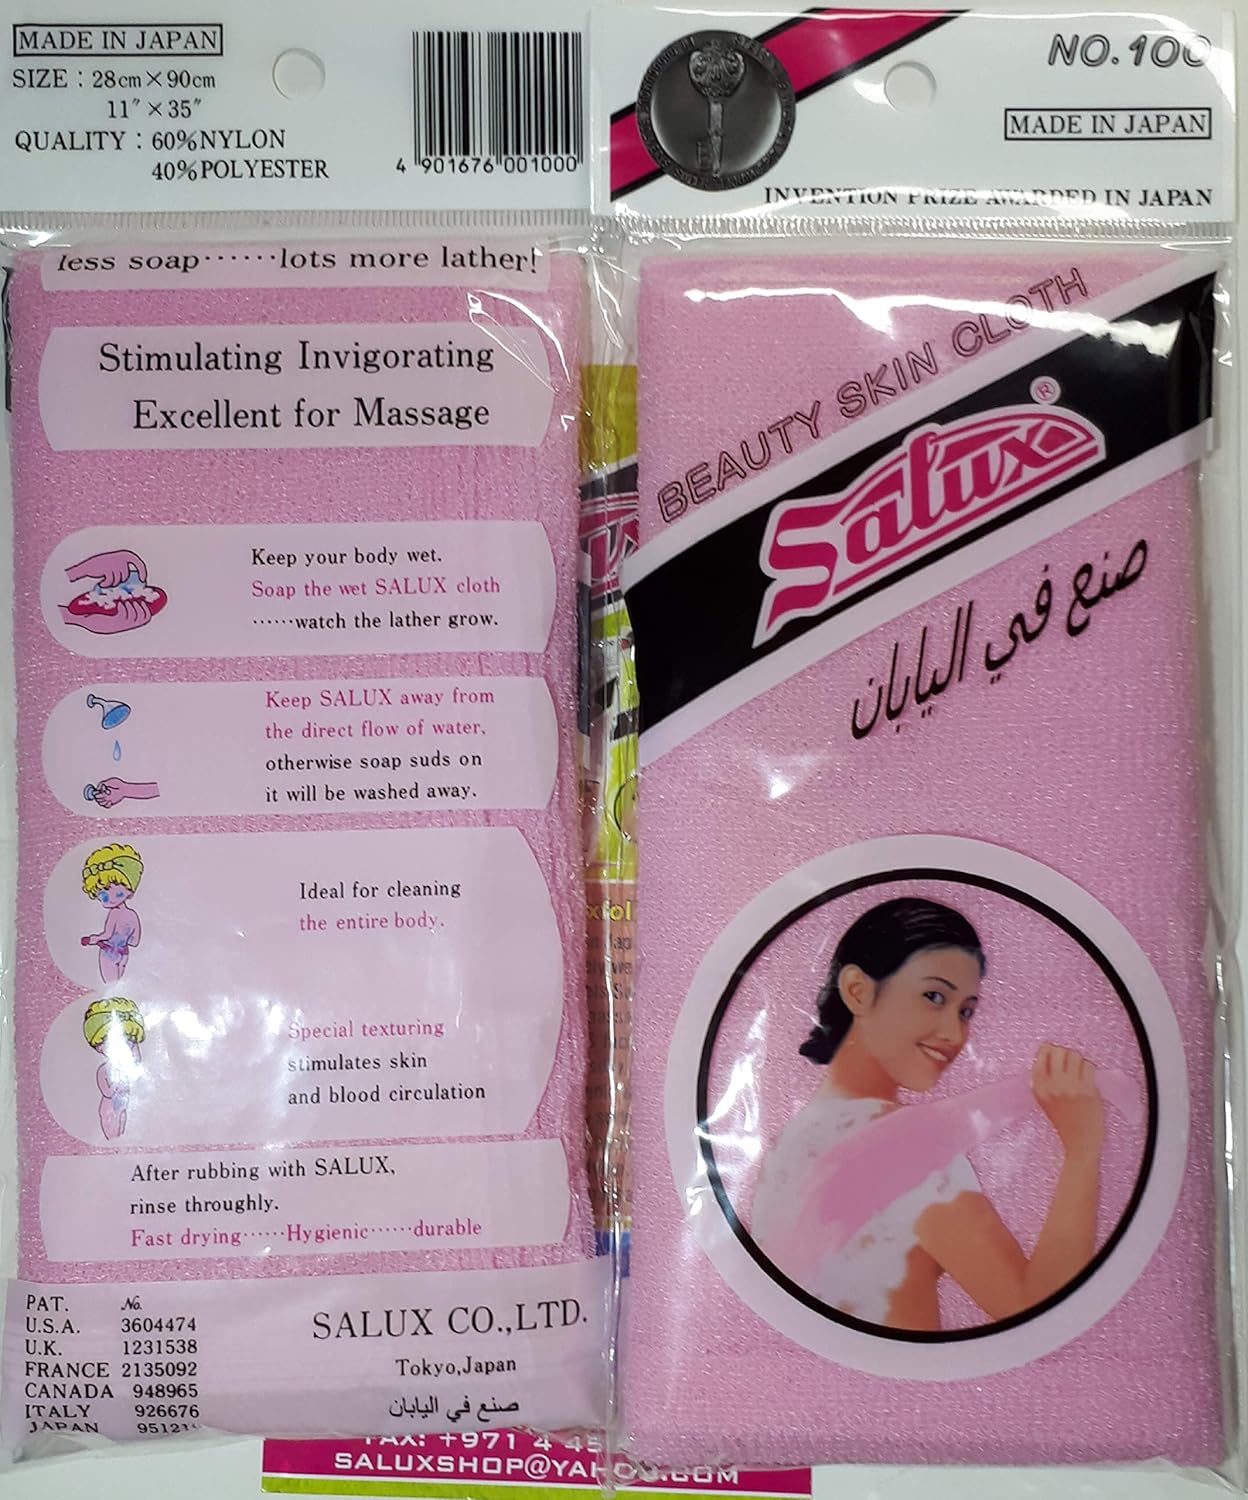 MADE IN JAPAN
SIZE : 28cm×90cm
11″×35″
QUALITY : 60%NYLON
40%POLYESTER
4 901676 001000
less soap······lots more lather!
Stimulating Invigorating
Excellent for Massage
Keep your body wet.
Soap the wet SALUX cloth
······watch the lather grow.
Keep SALUX away from
the direct flow of water,
otherwise soap suds on
it will be washed away.
Ideal for cleaning
the entire body.
Special texturing
stimulates skin
and blood circulation
After rubbing with SALUX,
rinse throughly.
Fast drying······Hygienic······durable
PAT. No.
U.S.A. 3604474
U.K. 1231538
FRANCE 2135092
CANADA 948965
ITALY 926676
JAPAN 95121
SALUX CO.,LTD.
Tokyo,Japan
صنع في اليابان
NO.100
MADE IN JAPAN
INVENTION PRIZE AWARDED IN JAPAN
BEAUTY SKIN CLOTH
Salux®
صنع في اليابان
FAX: +971 4 45
SALUXSHOP@YAHOO.COM